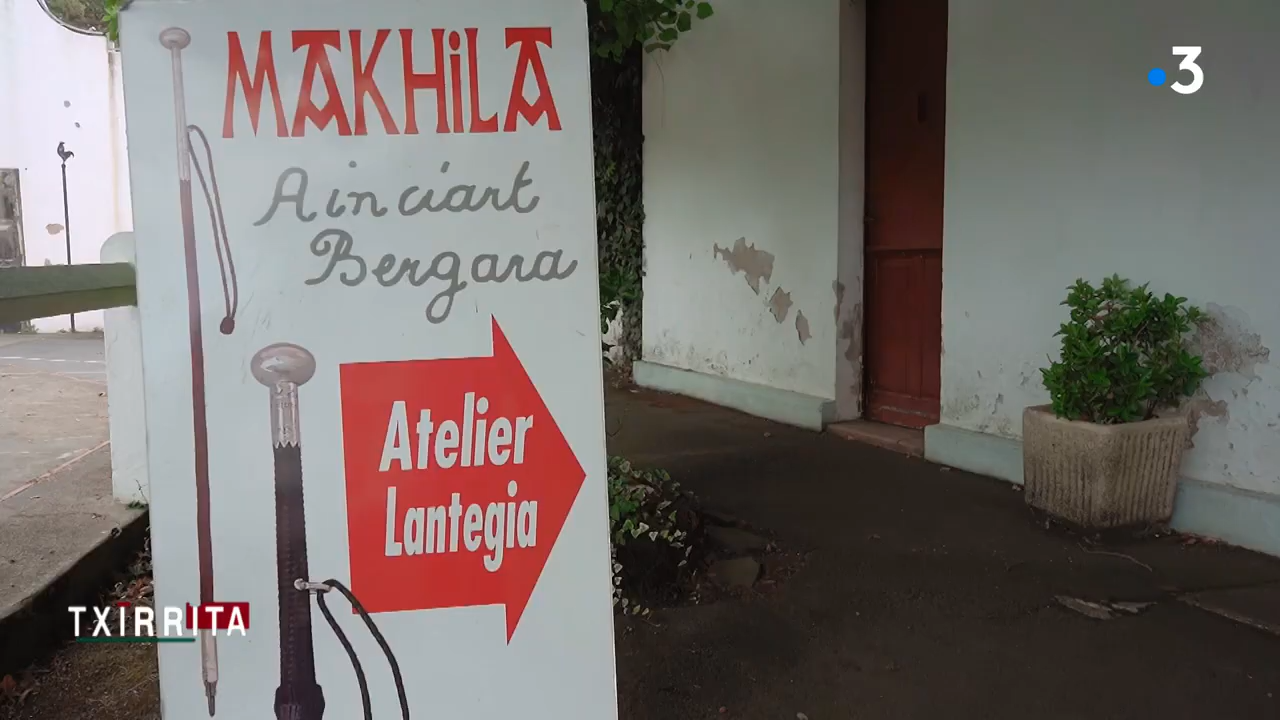 MAKHiLA
Ainciart
Bergara
Atelier
Lantegia
3
TXIRRITA